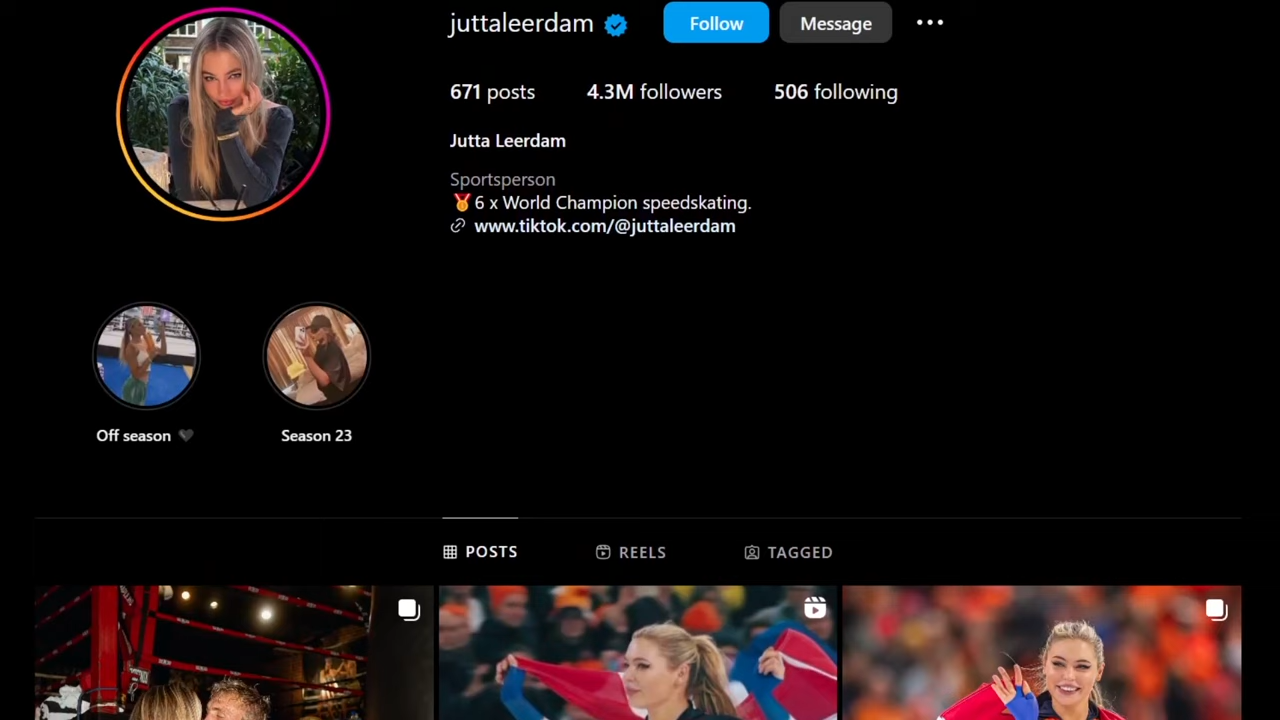 juttaleerdam
Follow
Message
671 posts
4.3M followers
506 following
Jutta Leerdam
Sportsperson
🥇6 x World Champion speedskating.
www.tiktok.com/@juttaleerdam
Off season 🖤
Season 23
POSTS
REELS
TAGGED